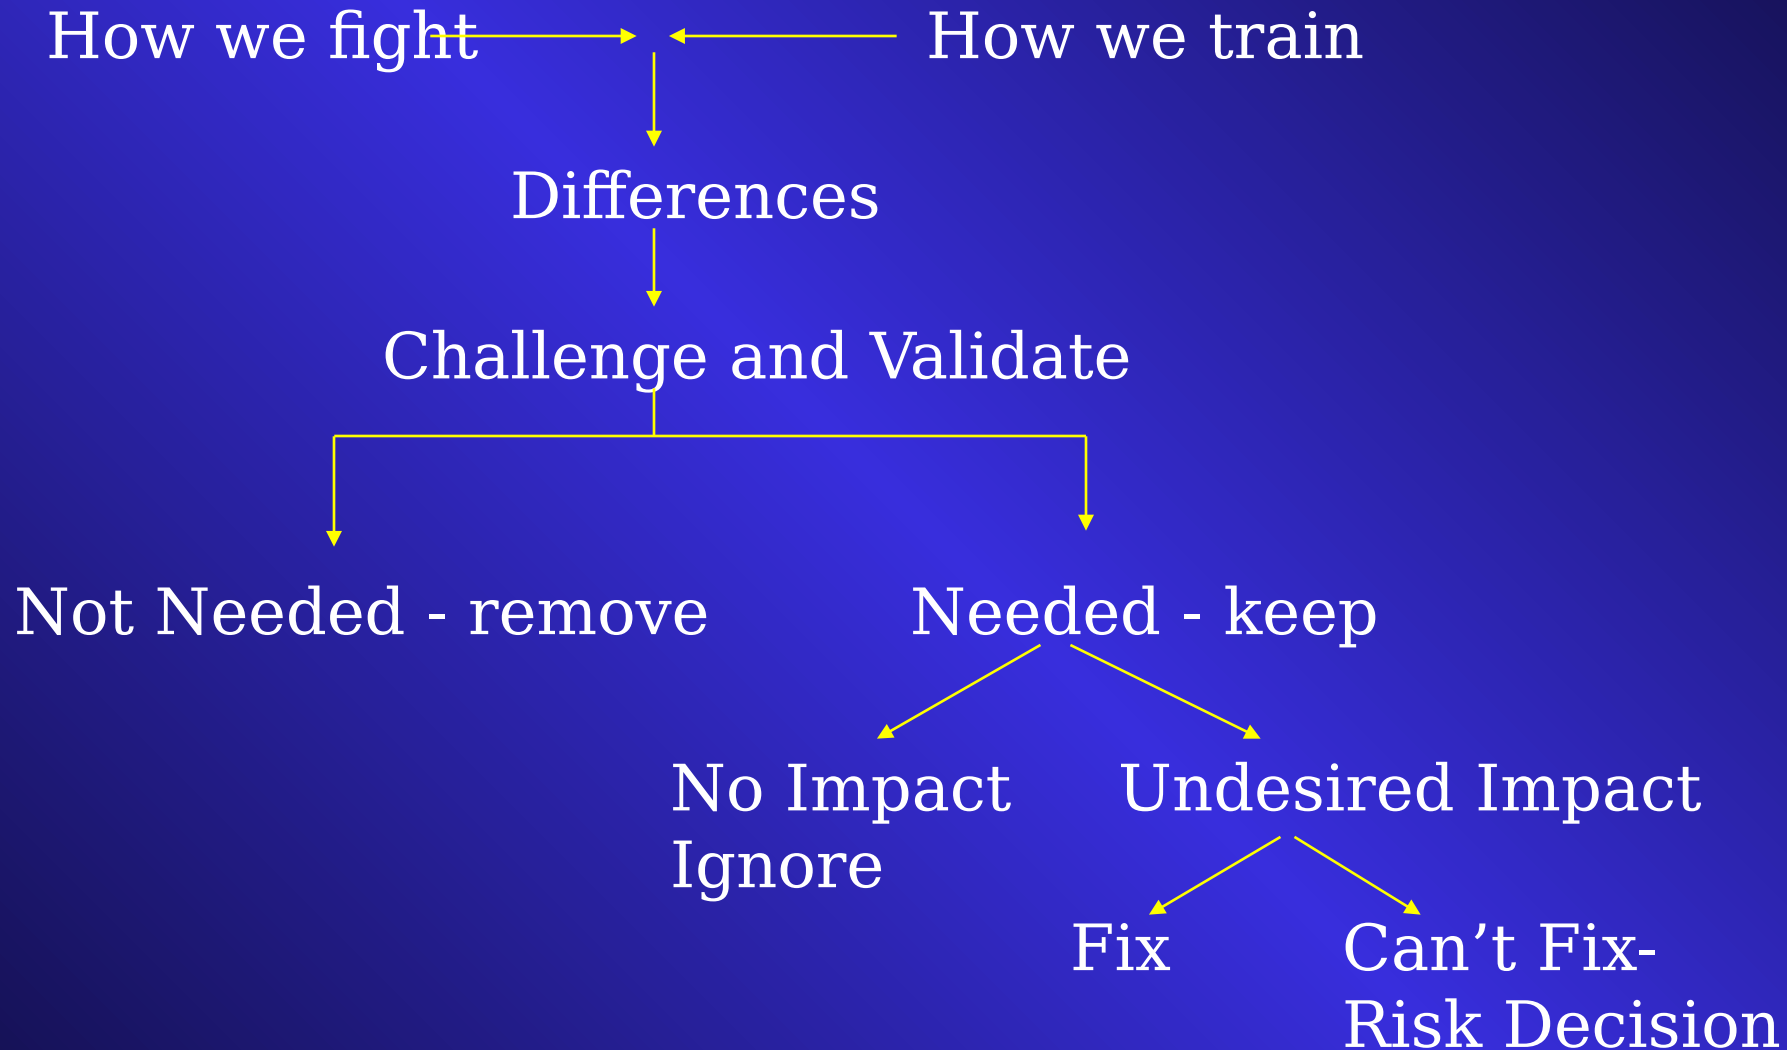 How we fight
How we train
Differences
Challenge and Validate
Not Needed - remove
Needed - keep
No Impact
Ignore
Undesired Impact
Fix
Can’t Fix-
Risk Decision